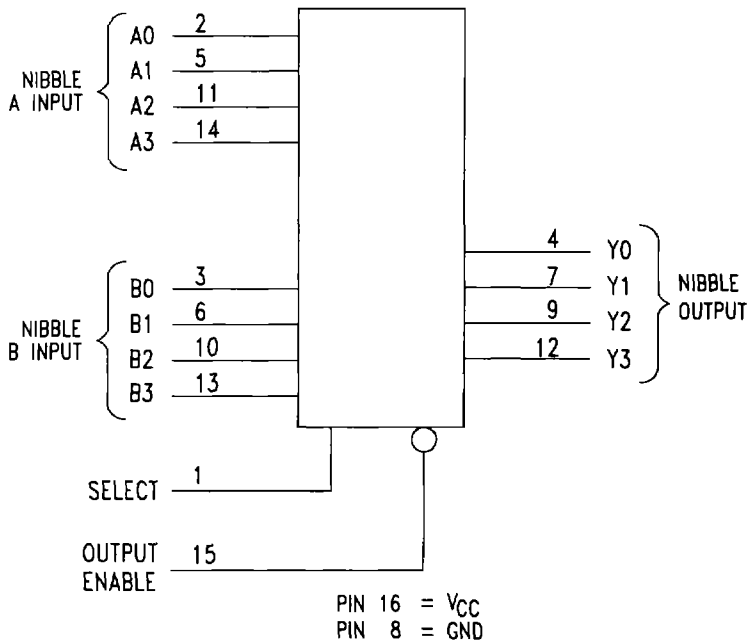 NIBBLE
A INPUT
A0 2
A1 5
A2 11
A3 14
NIBBLE
B INPUT
B0 3
B1 6
B2 10
B3 13
4 Y0
7 Y1
9 Y2
12 Y3
NIBBLE
OUTPUT
SELECT 1
OUTPUT
ENABLE
15
PIN 16 = VCC
PIN 8 = GND